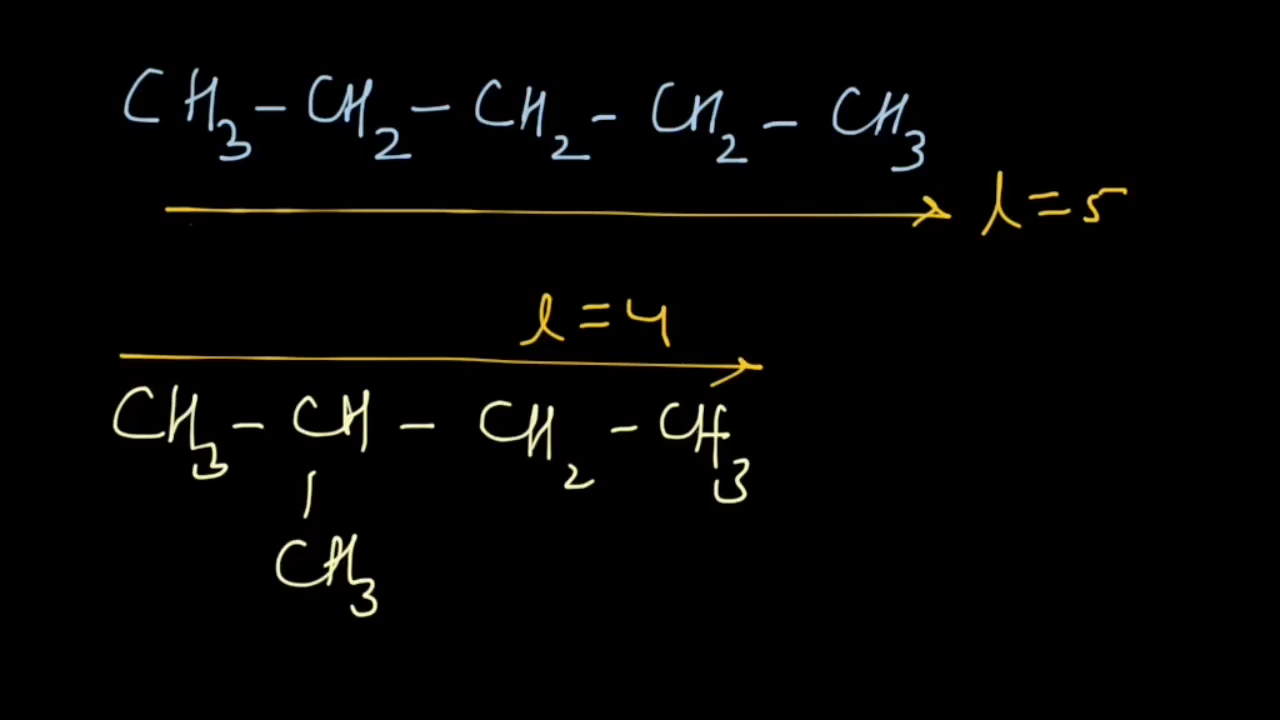 CH₃ – CH₂ – CH₂ – CH₂ – CH₃
l = 5
l = 4
CH₃ – CH – CH₂ – CH₃
|
CH₃